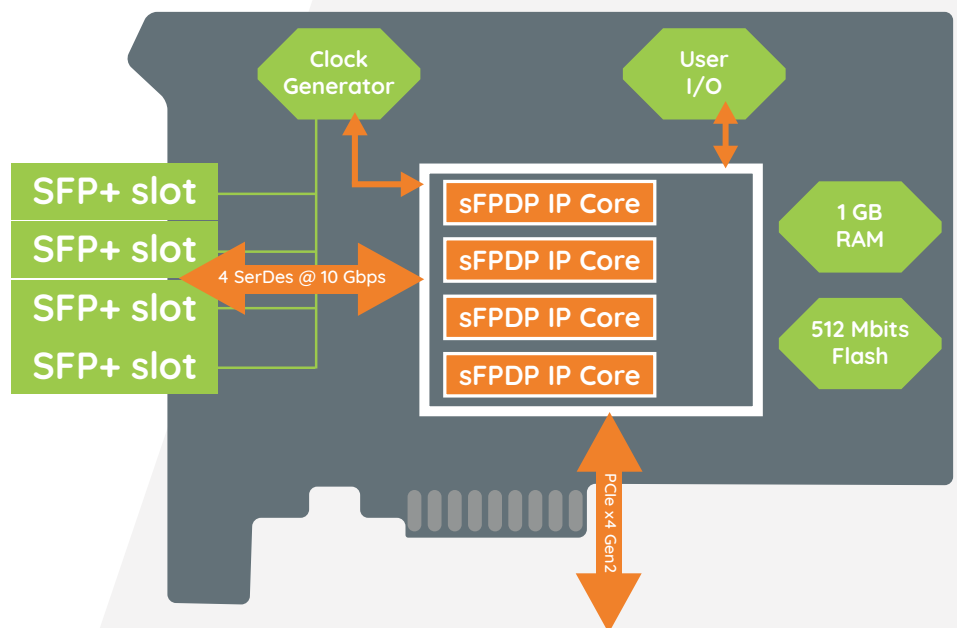 Clock
Generator
User
I/O
SFP+ slot
SFP+ slot
SFP+ slot
SFP+ slot
4 SerDes @ 10 Gbps
sFPDP IP Core
sFPDP IP Core
sFPDP IP Core
sFPDP IP Core
1 GB
RAM
512 Mbits
Flash
PCIe x4 Gen2